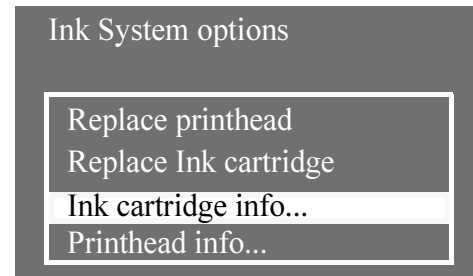 Ink System options
Replace printhead
Replace Ink cartridge
Ink cartridge info...
Printhead info...